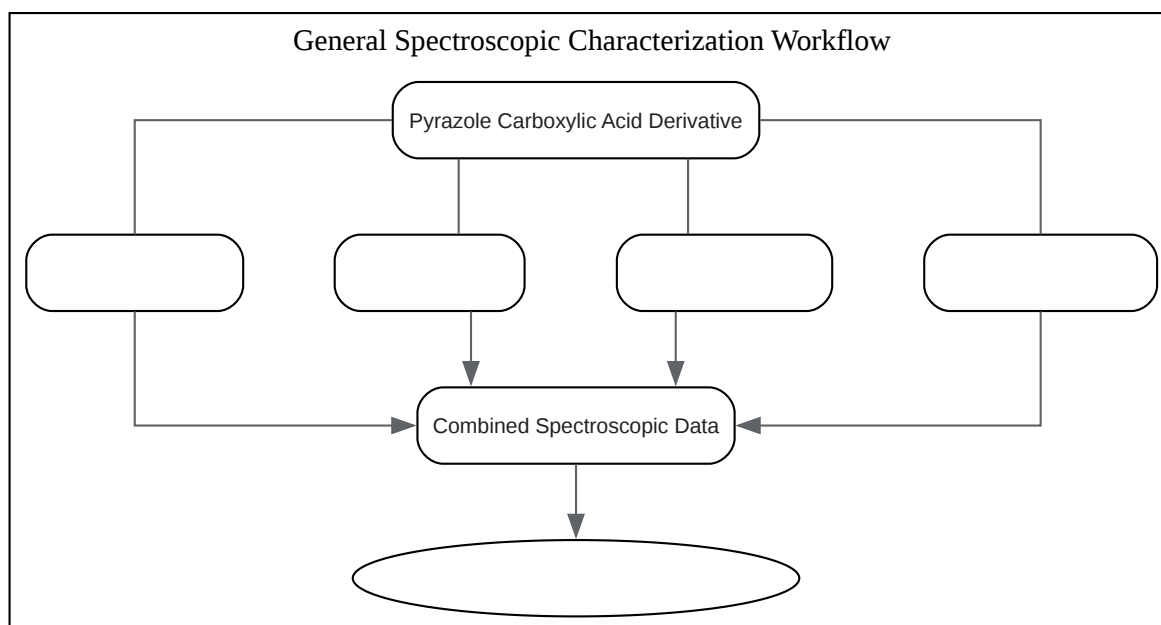 General Spectroscopic Characterization Workflow
Pyrazole Carboxylic Acid Derivative
Combined Spectroscopic Data